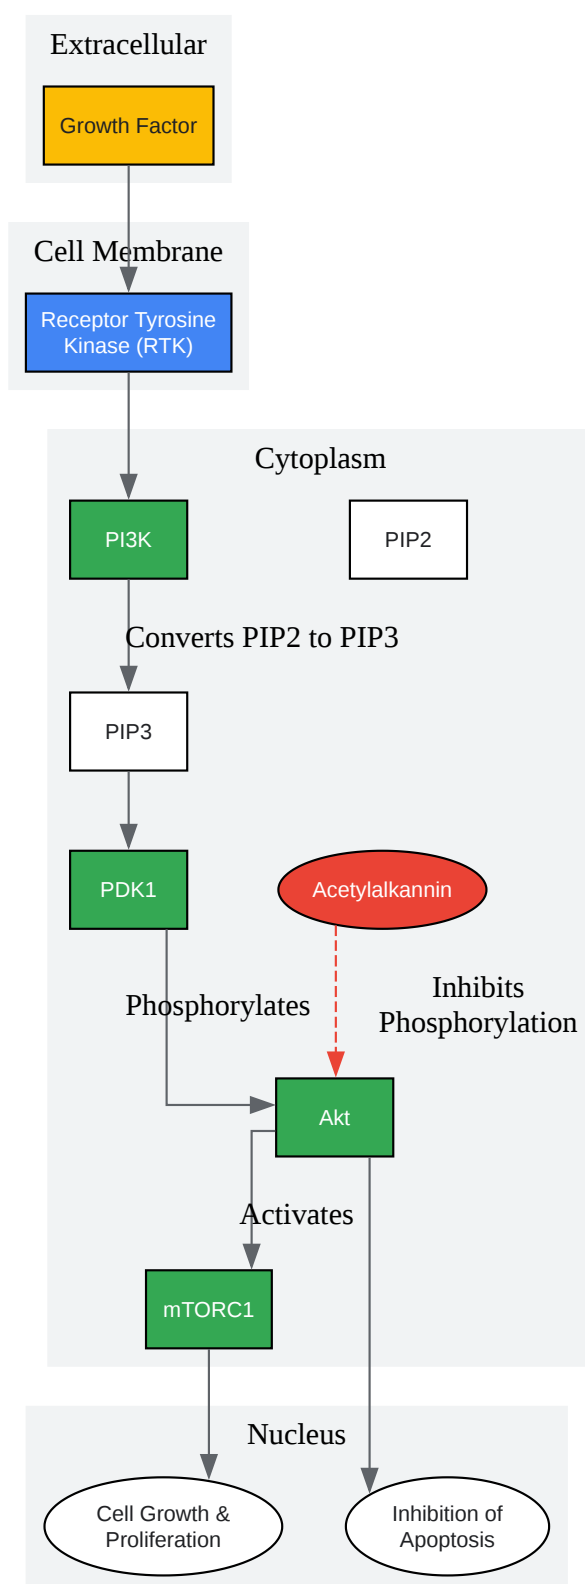 Extracellular
Growth Factor
Cell Membrane
Receptor Tyrosine
Kinase (RTK)
Cytoplasm
PI3K
PIP2
Converts PIP2 to PIP3
PIP3
PDK1
Acetylalkannin
Phosphorylates
Inhibits
Phosphorylation
Akt
Activates
mTORC1
Nucleus
Cell Growth &
Proliferation
Inhibition of
Apoptosis